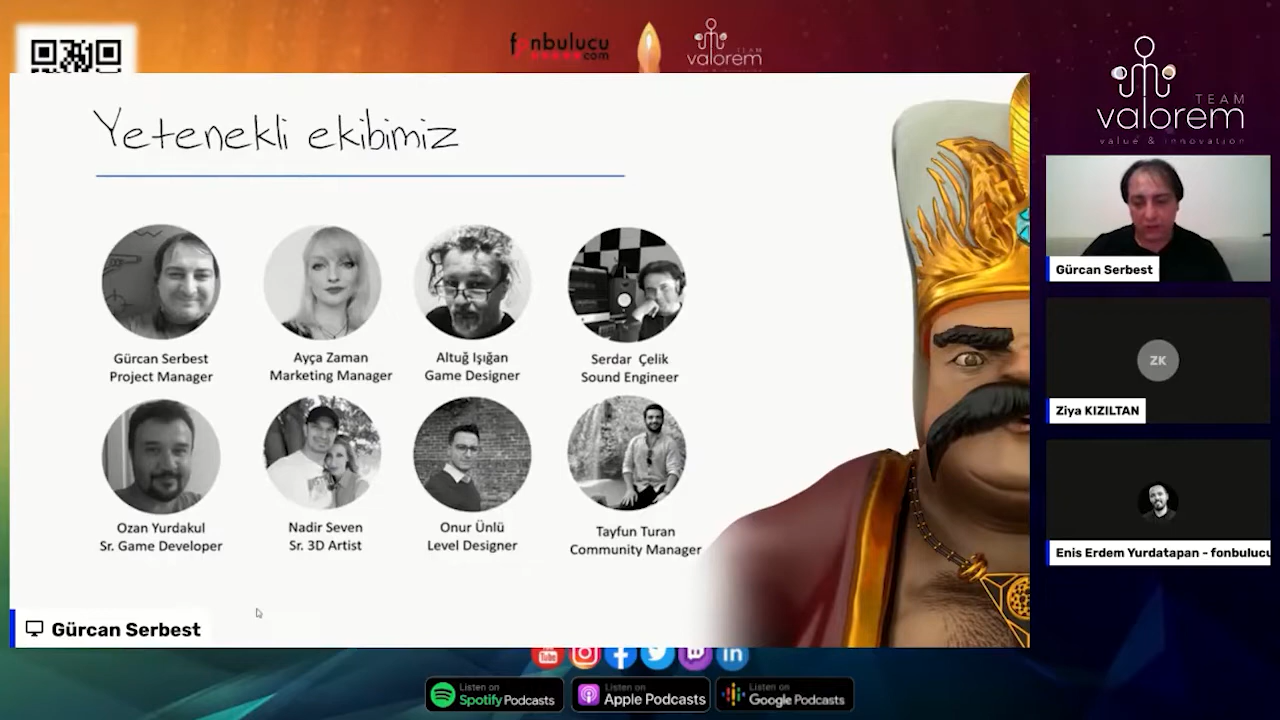 fonbulucu
.com
TEAM
valorem
Yetenekli ekibimiz
Gürcan Serbest
Project Manager
Ayça Zaman
Marketing Manager
Altuğ Işığan
Game Designer
Serdar Çelik
Sound Engineer
Ozan Yurdakul
Sr. Game Developer
Nadir Seven
Sr. 3D Artist
Onur Ünlü
Level Designer
Tayfun Turan
Community Manager
Gürcan Serbest
TEAM
valorem
value & innovation
Gürcan Serbest
ZK
Ziya KIZILTAN
Enis Erdem Yurdatapan - fonbulucu
You
Tube
in
Listen on
Spotify Podcasts
Listen on
Apple Podcasts
Listen on
Google Podcasts